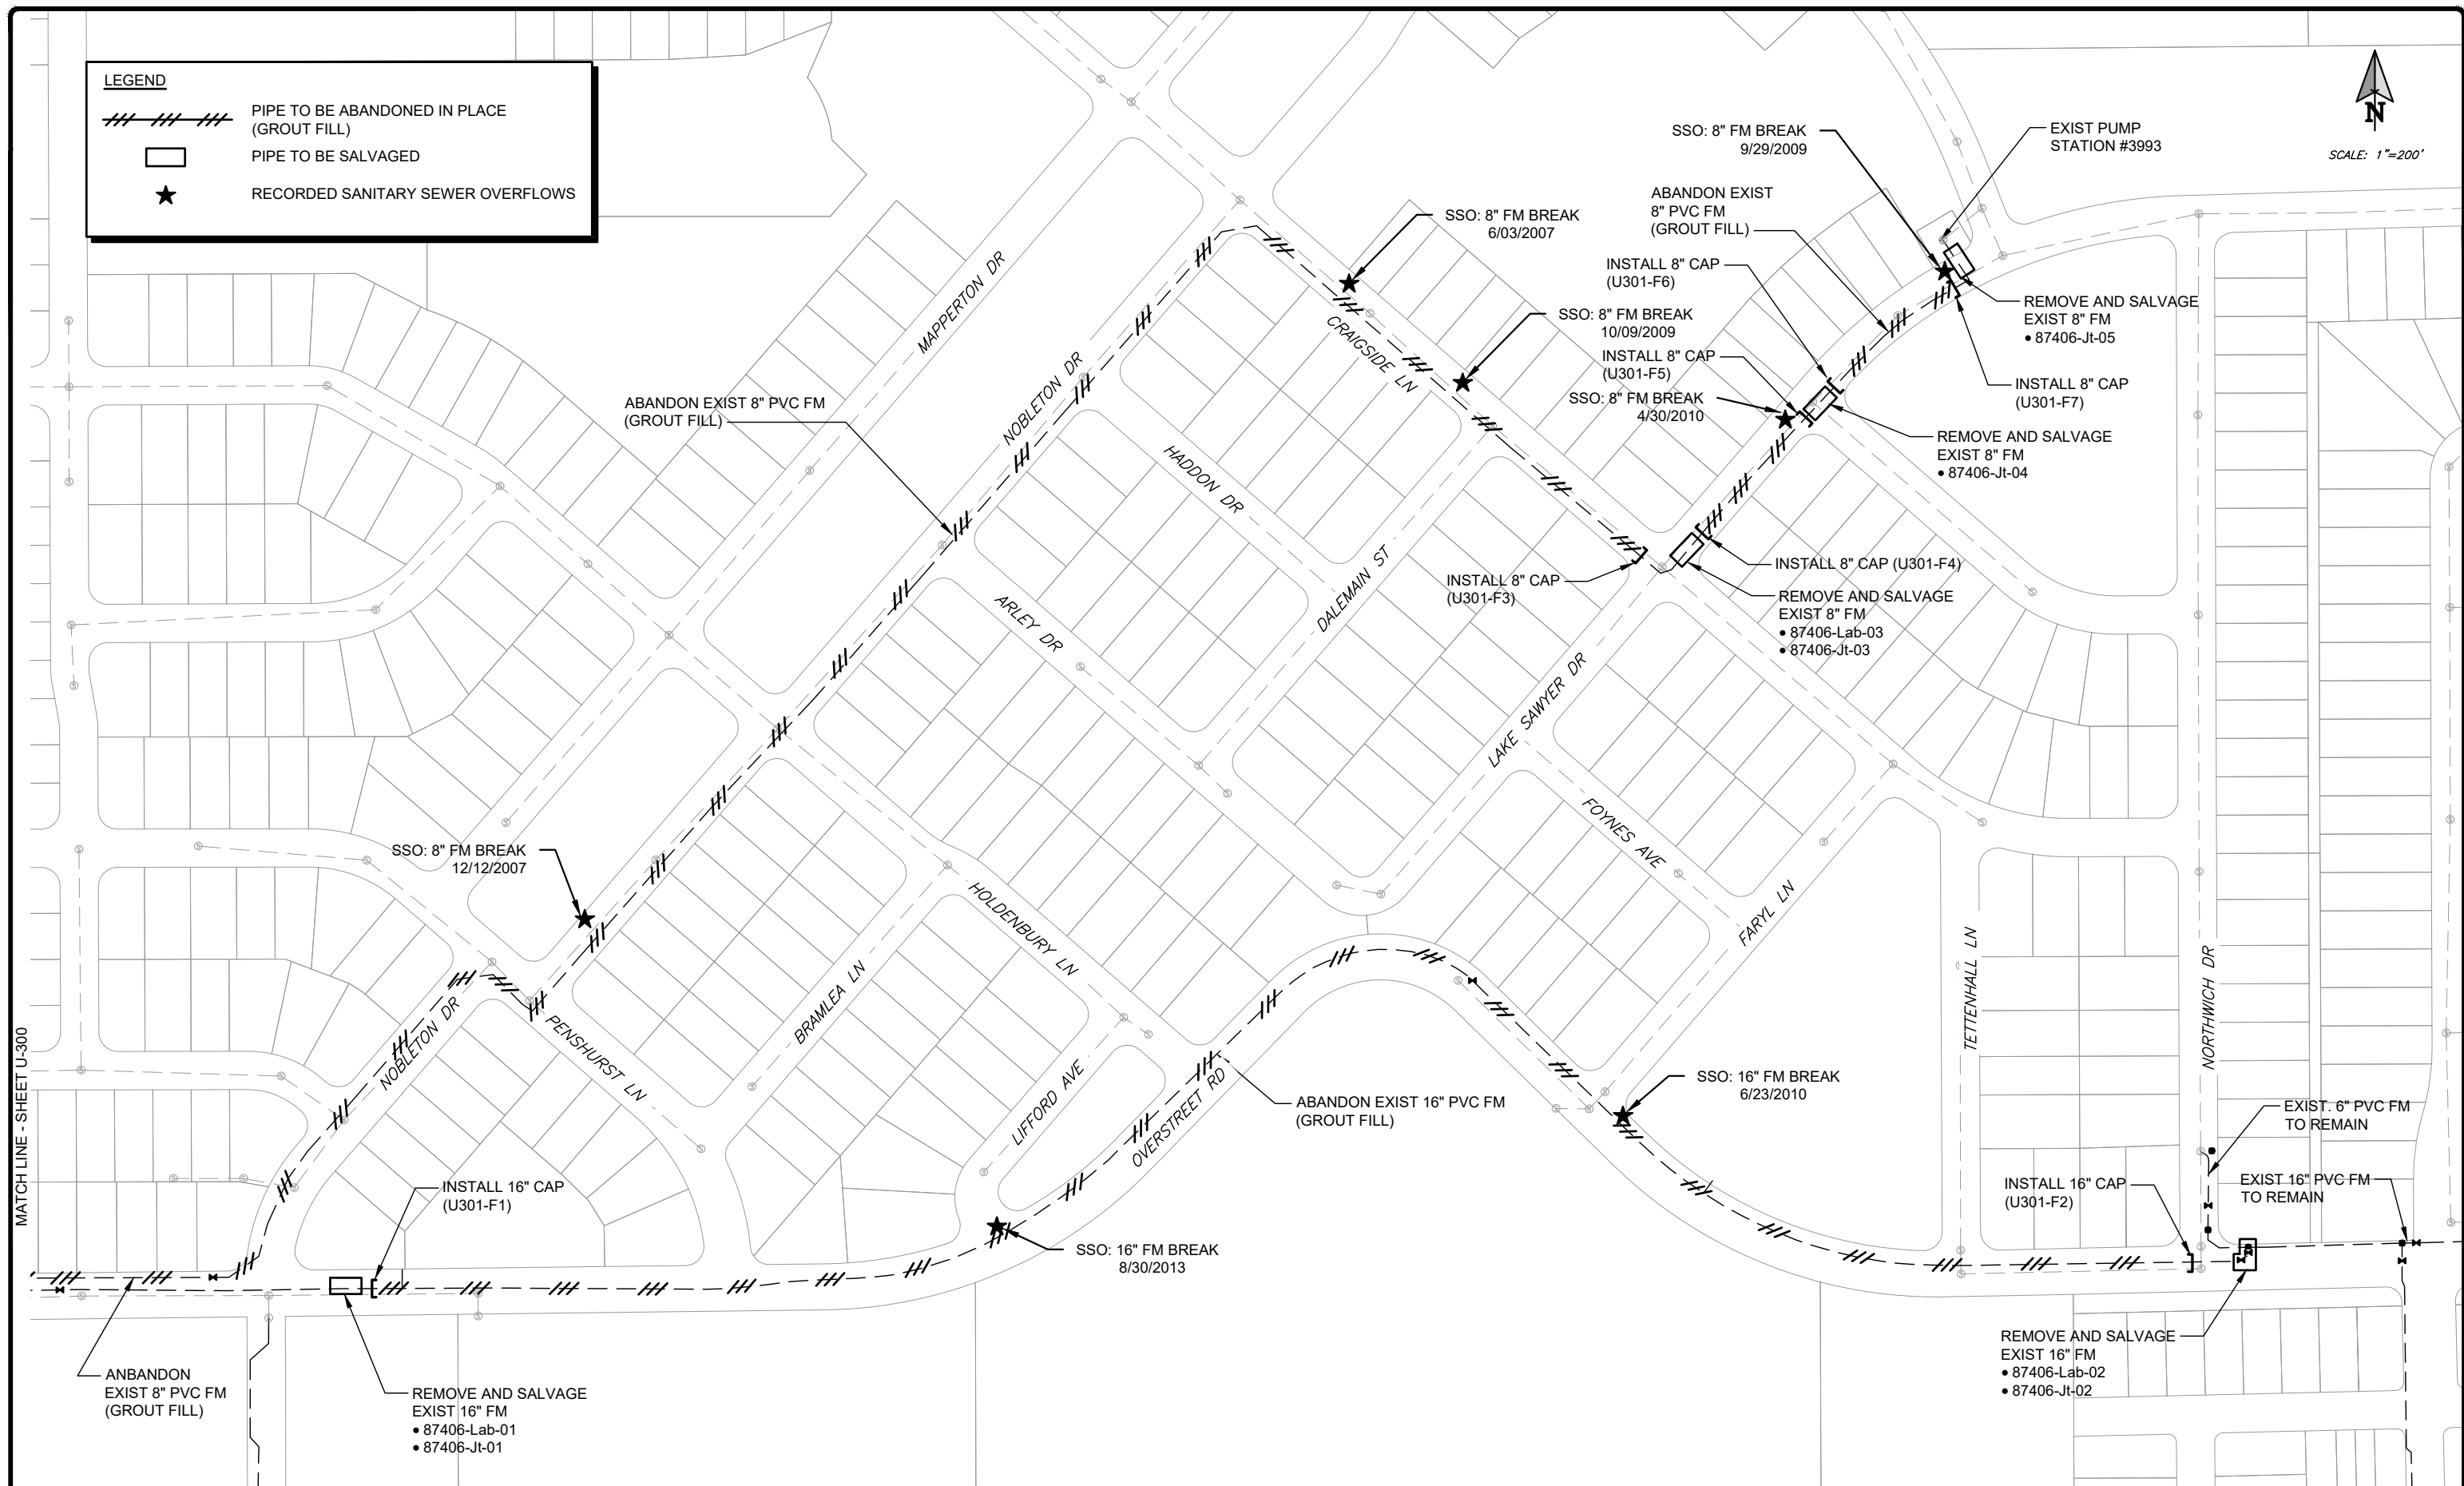 LEGEND
PIPE TO BE ABANDONED IN PLACE
(GROUT FILL)
PIPE TO BE SALVAGED
RECORDED SANITARY SEWER OVERFLOWS
N
SCALE: 1"=200'
SSO: 8" FM BREAK
9/29/2009
EXIST PUMP
STATION #3993
ABANDON EXIST
8" PVC FM
(GROUT FILL)
SSO: 8" FM BREAK
6/03/2007
INSTALL 8" CAP
(U301-F6)
REMOVE AND SALVAGE
EXIST 8" FM
• 87406-Jt-05
SSO: 8" FM BREAK
10/09/2009
INSTALL 8" CAP
(U301-F5)
SSO: 8" FM BREAK
4/30/2010
INSTALL 8" CAP
(U301-F7)
REMOVE AND SALVAGE
EXIST 8" FM
• 87406-Jt-04
MAPPERTON DR
CRAIGSIDE LN
NOBLETON DR
ABANDON EXIST 8" PVC FM
(GROUT FILL)
HADDON DR
DALEMAIN ST
ARLEY DR
INSTALL 8" CAP
(U301-F3)
INSTALL 8" CAP (U301-F4)
REMOVE AND SALVAGE
EXIST 8" FM
• 87406-Lab-03
• 87406-Jt-03
LAKE SAWYER DR
FOYNES AVE
FARYL LN
SSO: 8" FM BREAK
12/12/2007
HOLDENBURY LN
BRAMLEA LN
PENSHURST LN
NOBLETON DR
LIFFORD AVE
OVERSTREET RD
TETTENHALL LN
NORTHWICH DR
MATCH LINE - SHEET U-300
ABANDON EXIST 16" PVC FM
(GROUT FILL)
SSO: 16" FM BREAK
6/23/2010
EXIST. 6" PVC FM
TO REMAIN
EXIST 16" PVC FM
TO REMAIN
INSTALL 16" CAP
(U301-F2)
INSTALL 16" CAP
(U301-F1)
SSO: 16" FM BREAK
8/30/2013
ANBANDON
EXIST 8" PVC FM
(GROUT FILL)
REMOVE AND SALVAGE
EXIST 16" FM
• 87406-Lab-01
• 87406-Jt-01
REMOVE AND SALVAGE
EXIST 16" FM
• 87406-Lab-02
• 87406-Jt-02